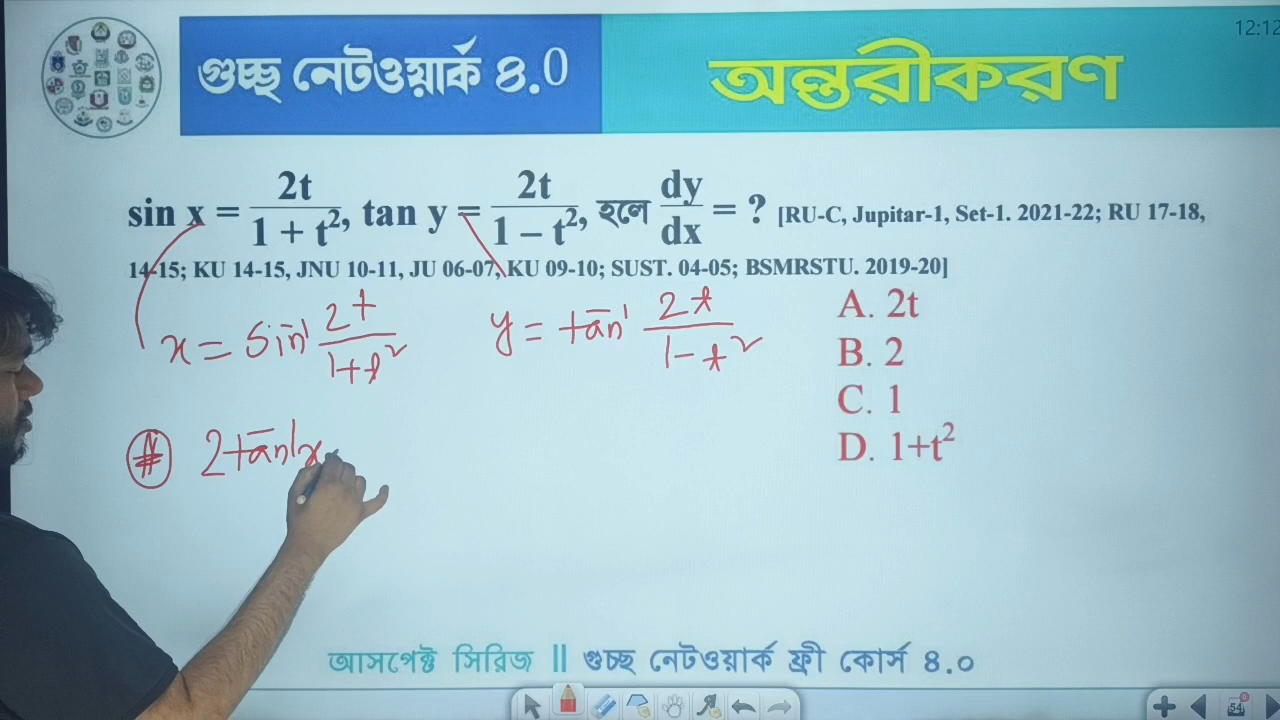 12:12
গুচ্ছ নেটওয়ার্ক ৪.0
অন্তরীকরণ
sin x = 2t/(1 + t²), tan y = 2t/(1 − t²), হলে dy/dx = ? [RU-C, Jupitar-1, Set-1. 2021-22; RU 17-18,
14-15; KU 14-15, JNU 10-11, JU 06-07, KU 09-10; SUST. 04-05; BSMRSTU. 2019-20]
x = sin⁻¹ 2t/(1+t²)
y = tan⁻¹ 2t/(1-t²)
A. 2t
B. 2
C. 1
D. 1+t²
# 2tan⁻¹x
আসপেক্ট সিরিজ || গুচ্ছ নেটওয়ার্ক ফ্রী কোর্স ৪.০
54